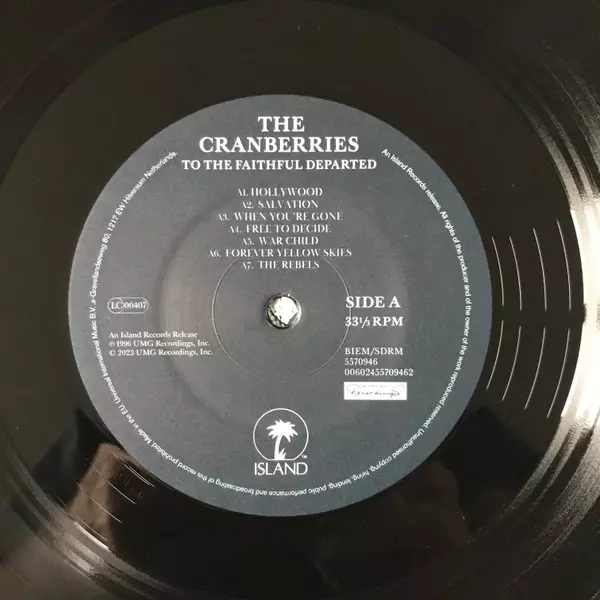 THE
CRANBERRIES
TO THE FAITHFUL DEPARTED
A1. HOLLYWOOD
A2. SALVATION
A3. WHEN YOU'RE GONE
A4. FREE TO DECIDE
A5. WAR CHILD
A6. FOREVER YELLOW SKIES
A7. THE REBELS
LC 00407
SIDE A
33⅓ RPM
An Island Records Release
℗ 1996 UMG Recordings, Inc.
© 2023 UMG Recordings, Inc.
BIEM/SDRM
5570946
00602455709462
ISLAND
™
An Island Records release. All rights of the producer and of the owner of the work reproduced reserved. Unauthorised copying, hiring, lending, public performance and broadcasting of this record prohibited. Made in the EU. Universal International Music B.V. 's-Gravelandseweg 80, 1217 EW Hilversum, Netherlands.